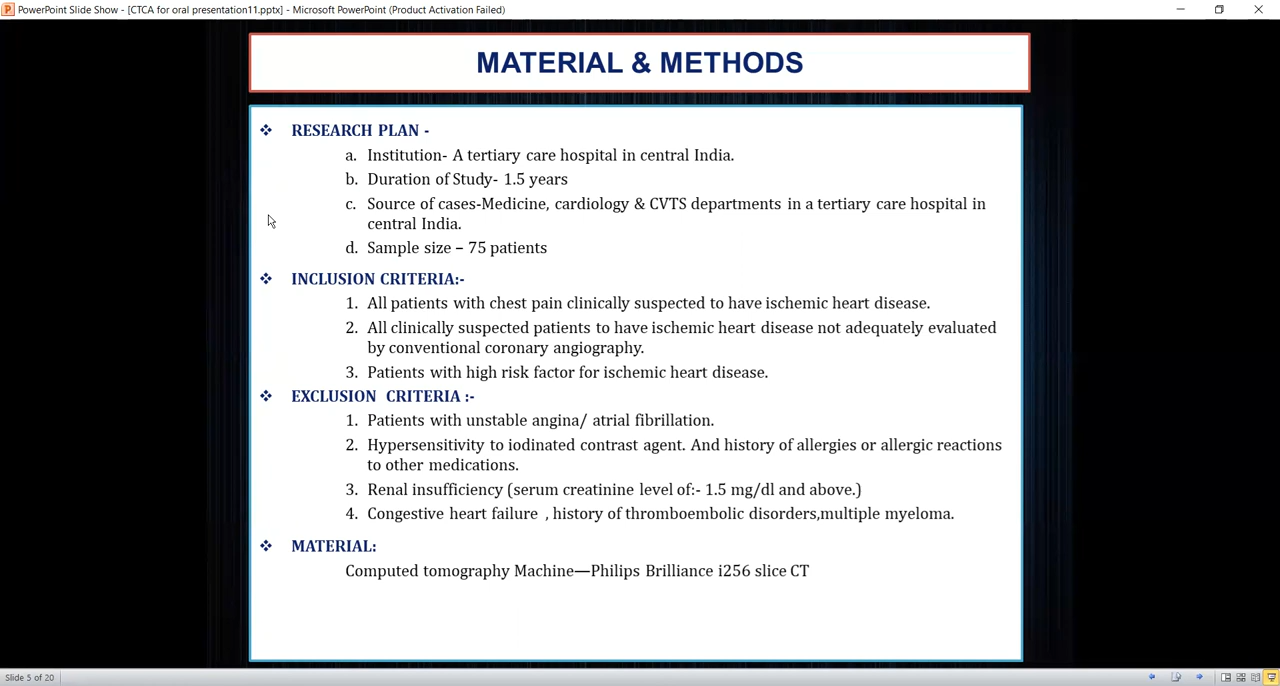 PowerPoint Slide Show - [CTCA for oral presentation11.pptx] - Microsoft PowerPoint (Product Activation Failed)
MATERIAL & METHODS
❖ RESEARCH PLAN -
a. Institution- A tertiary care hospital in central India.
b. Duration of Study- 1.5 years
c. Source of cases-Medicine, cardiology & CVTS departments in a tertiary care hospital in
central India.
d. Sample size – 75 patients
❖ INCLUSION CRITERIA:-
1. All patients with chest pain clinically suspected to have ischemic heart disease.
2. All clinically suspected patients to have ischemic heart disease not adequately evaluated
by conventional coronary angiography.
3. Patients with high risk factor for ischemic heart disease.
❖ EXCLUSION CRITERIA :-
1. Patients with unstable angina/ atrial fibrillation.
2. Hypersensitivity to iodinated contrast agent. And history of allergies or allergic reactions
to other medications.
3. Renal insufficiency (serum creatinine level of:- 1.5 mg/dl and above.)
4. Congestive heart failure , history of thromboembolic disorders,multiple myeloma.
❖ MATERIAL:
Computed tomography Machine—Philips Brilliance i256 slice CT
Slide 5 of 20